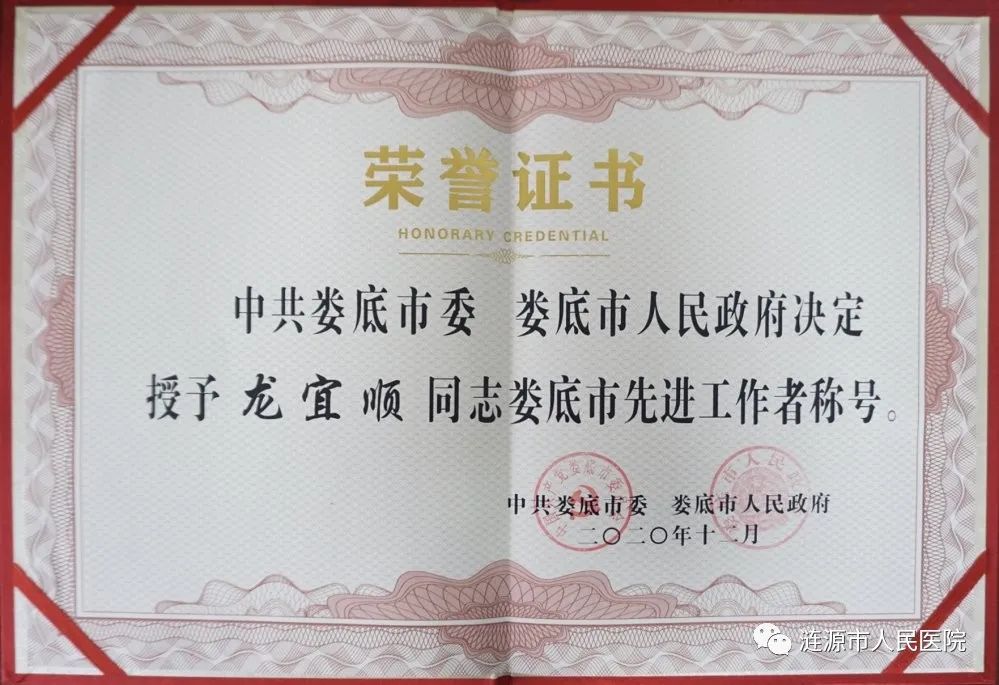 荣誉证书
HONORARY CREDENTIAL
中共娄底市委 娄底市人民政府决定
授予 龙宜顺 同志娄底市先进工作者称号。
中共娄底市委 娄底市人民政府
二〇二〇年十二月
涟源市人民医院